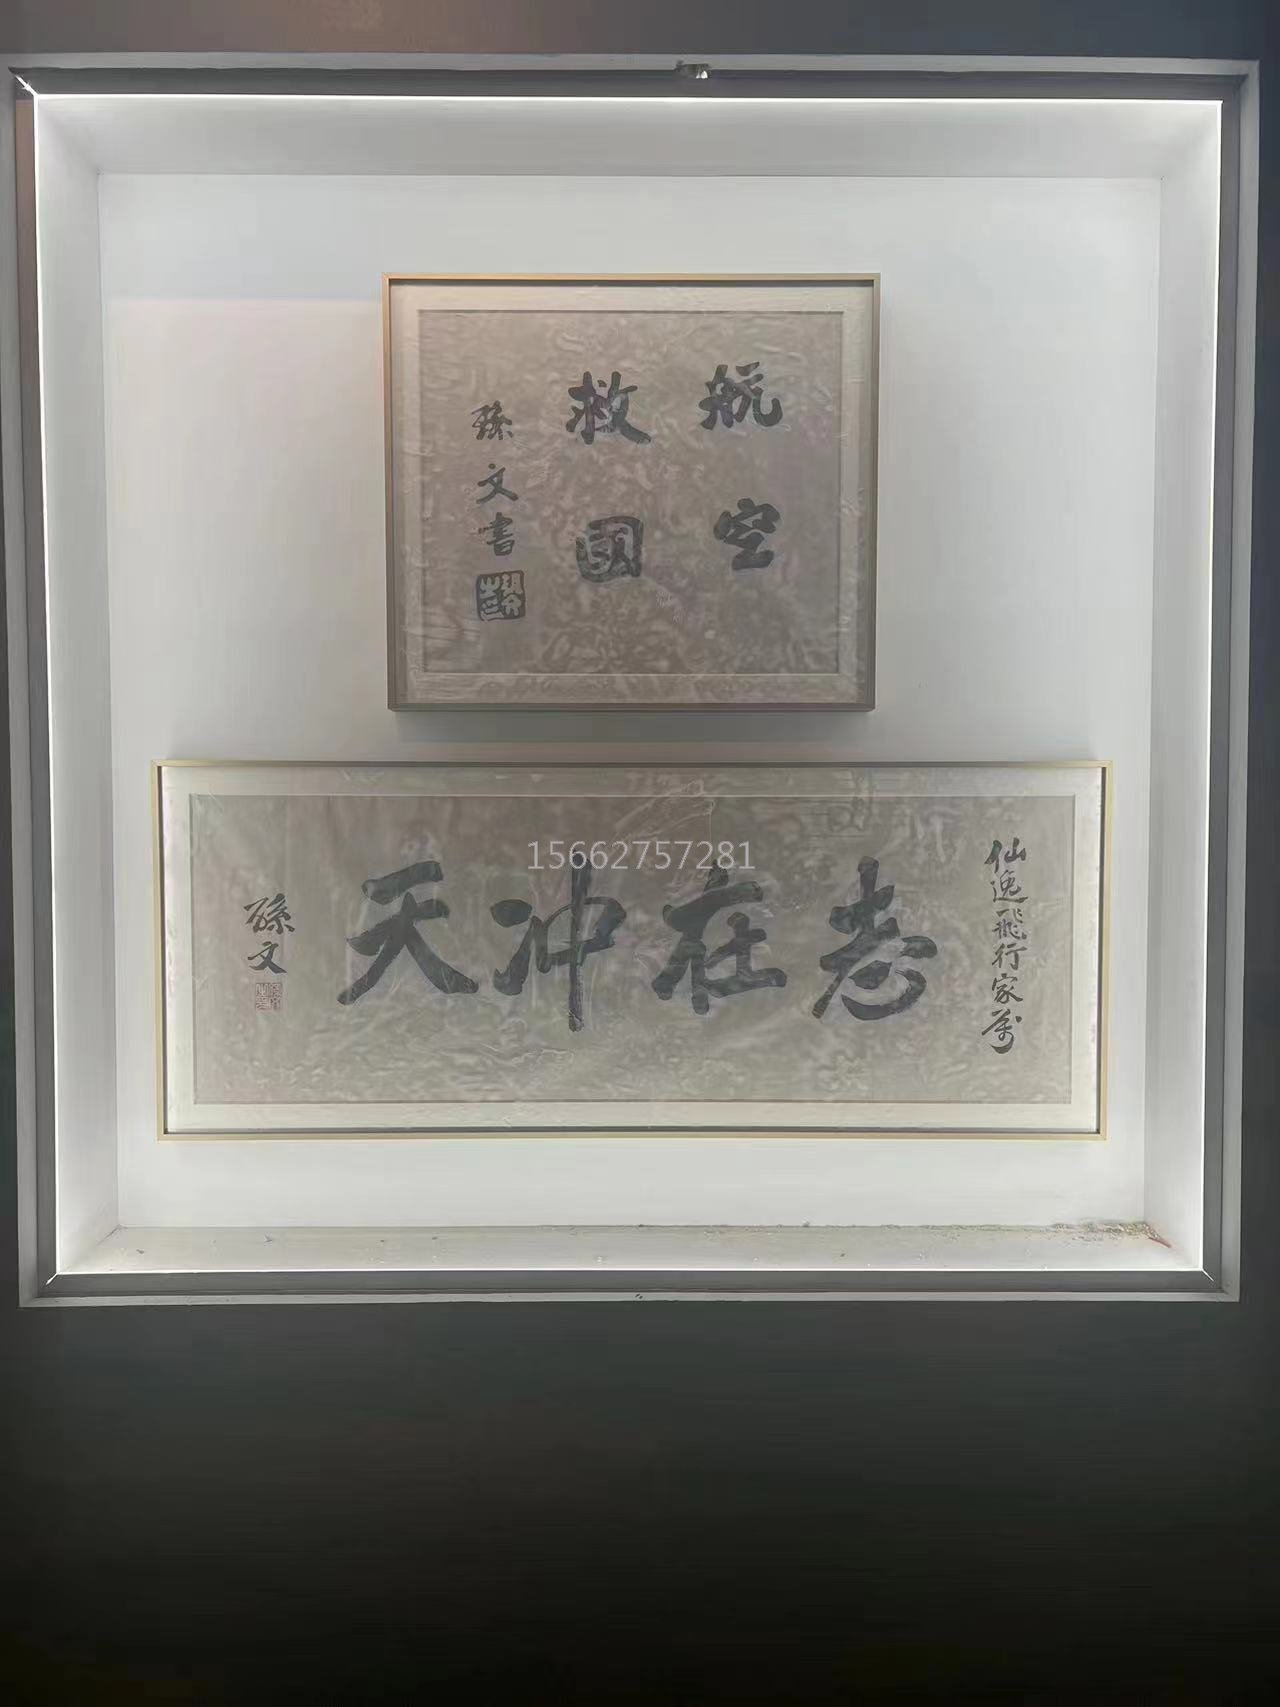 航空
救國
孫文書
仙逸飛行家屬
志在冲天
孫文
15662757281